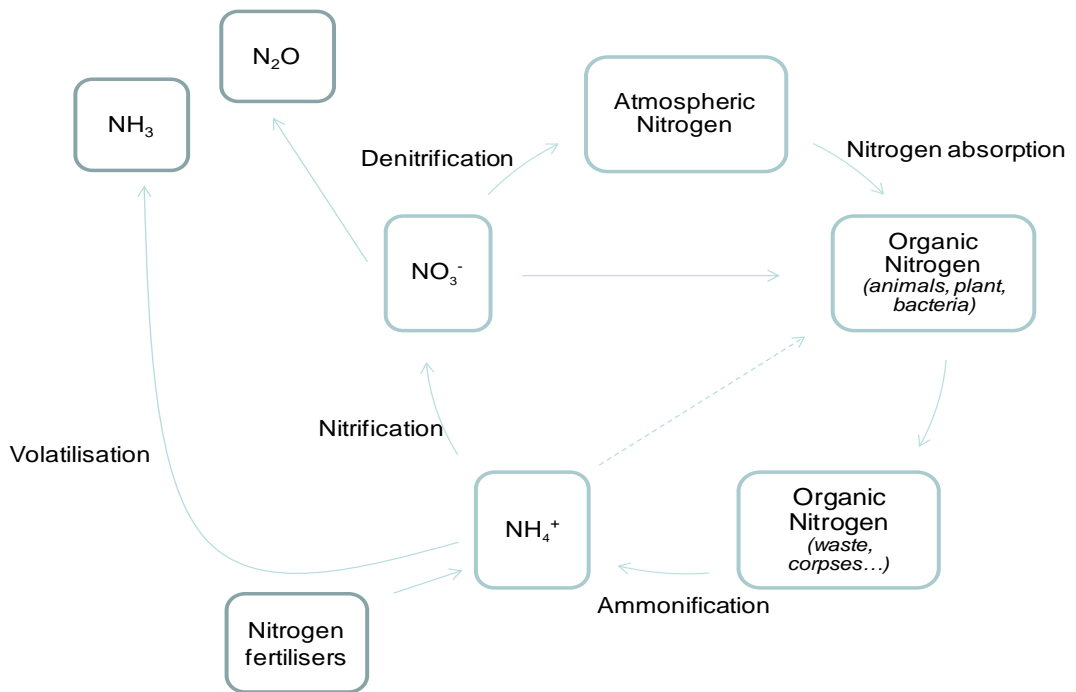 N₂O
NH₃
Atmospheric
Nitrogen
Denitrification
Nitrogen absorption
NO₃⁻
Organic
Nitrogen
(animals, plant,
bacteria)
Nitrification
Volatilisation
NH₄⁺
Organic
Nitrogen
(waste,
corpses…)
Ammonification
Nitrogen
fertilisers